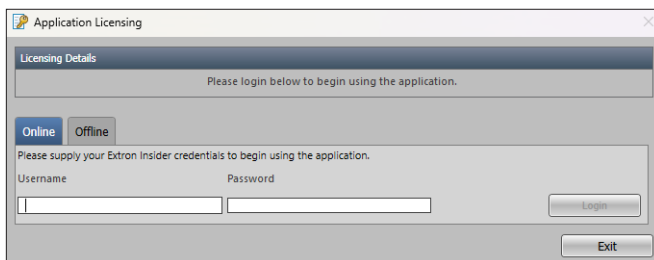 Application Licensing
Licensing Details
Please login below to begin using the application.
Online Offline
Please supply your Extron Insider credentials to begin using the application.
Username Password
Login
Exit